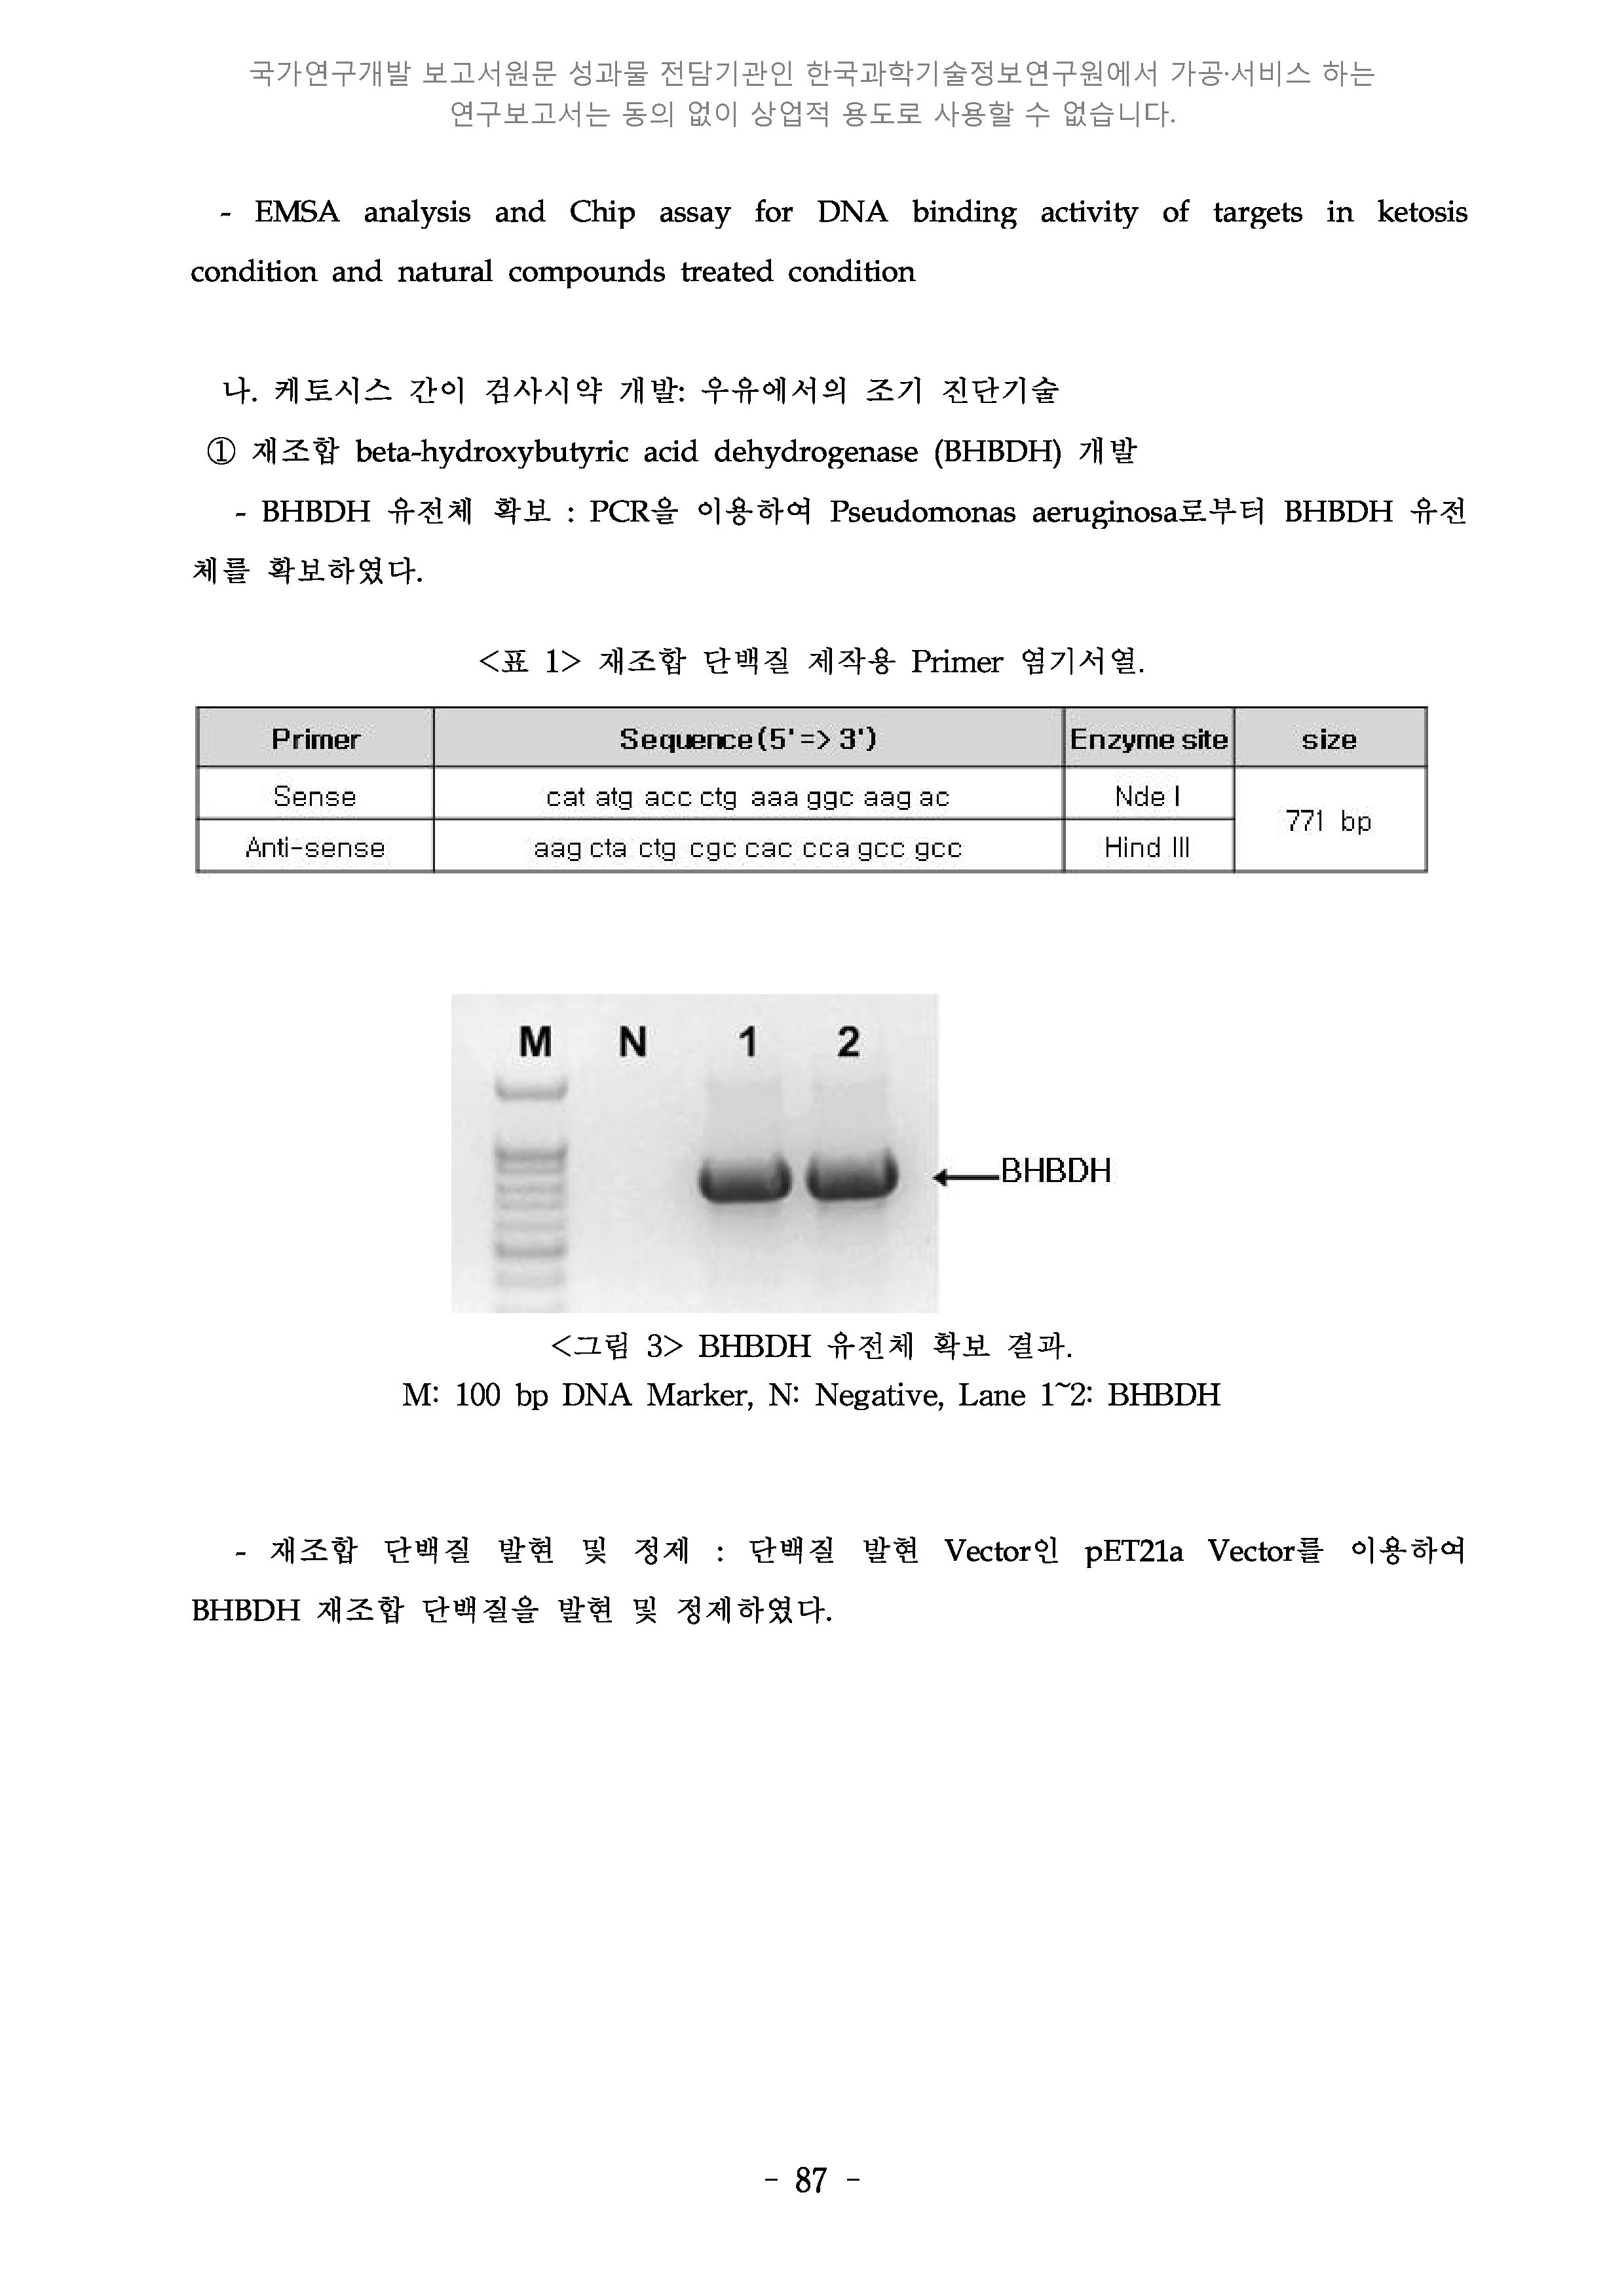 국가연구개발 보고서원문 성과물 전담기관인 한국과학기술정보연구원에서 가공·서비스 하는
연구보고서는 동의 없이 상업적 용도로 사용할 수 없습니다.
- EMSA analysis and Chip assay for DNA binding activity of targets in ketosis
condition and natural compounds treated condition
나. 케토시스 간이 검사시약 개발: 우유에서의 조기 진단기술
① 재조합 beta-hydroxybutyric acid dehydrogenase (BHBDH) 개발
- BHBDH 유전체 확보 : PCR을 이용하여 Pseudomonas aeruginosa로부터 BHBDH 유전
체를 확보하였다.
<표 1> 재조합 단백질 제작용 Primer 염기서열.
Primer Sequence(5'=> 3') Enzyme site size
Sense cat atg acc ctg aaa ggc aag ac Nde I
771 bp
Anti-sense aag cta ctg cgc cac cca gcc gcc Hind III
M N 1 2
BHBDH
<그림 3> BHBDH 유전체 확보 결과.
M: 100 bp DNA Marker, N: Negative, Lane 1~2: BHBDH
- 재조합 단백질 발현 및 정제 : 단백질 발현 Vector인 pET21a Vector를 이용하여
BHBDH 재조합 단백질을 발현 및 정제하였다.
- 87 -